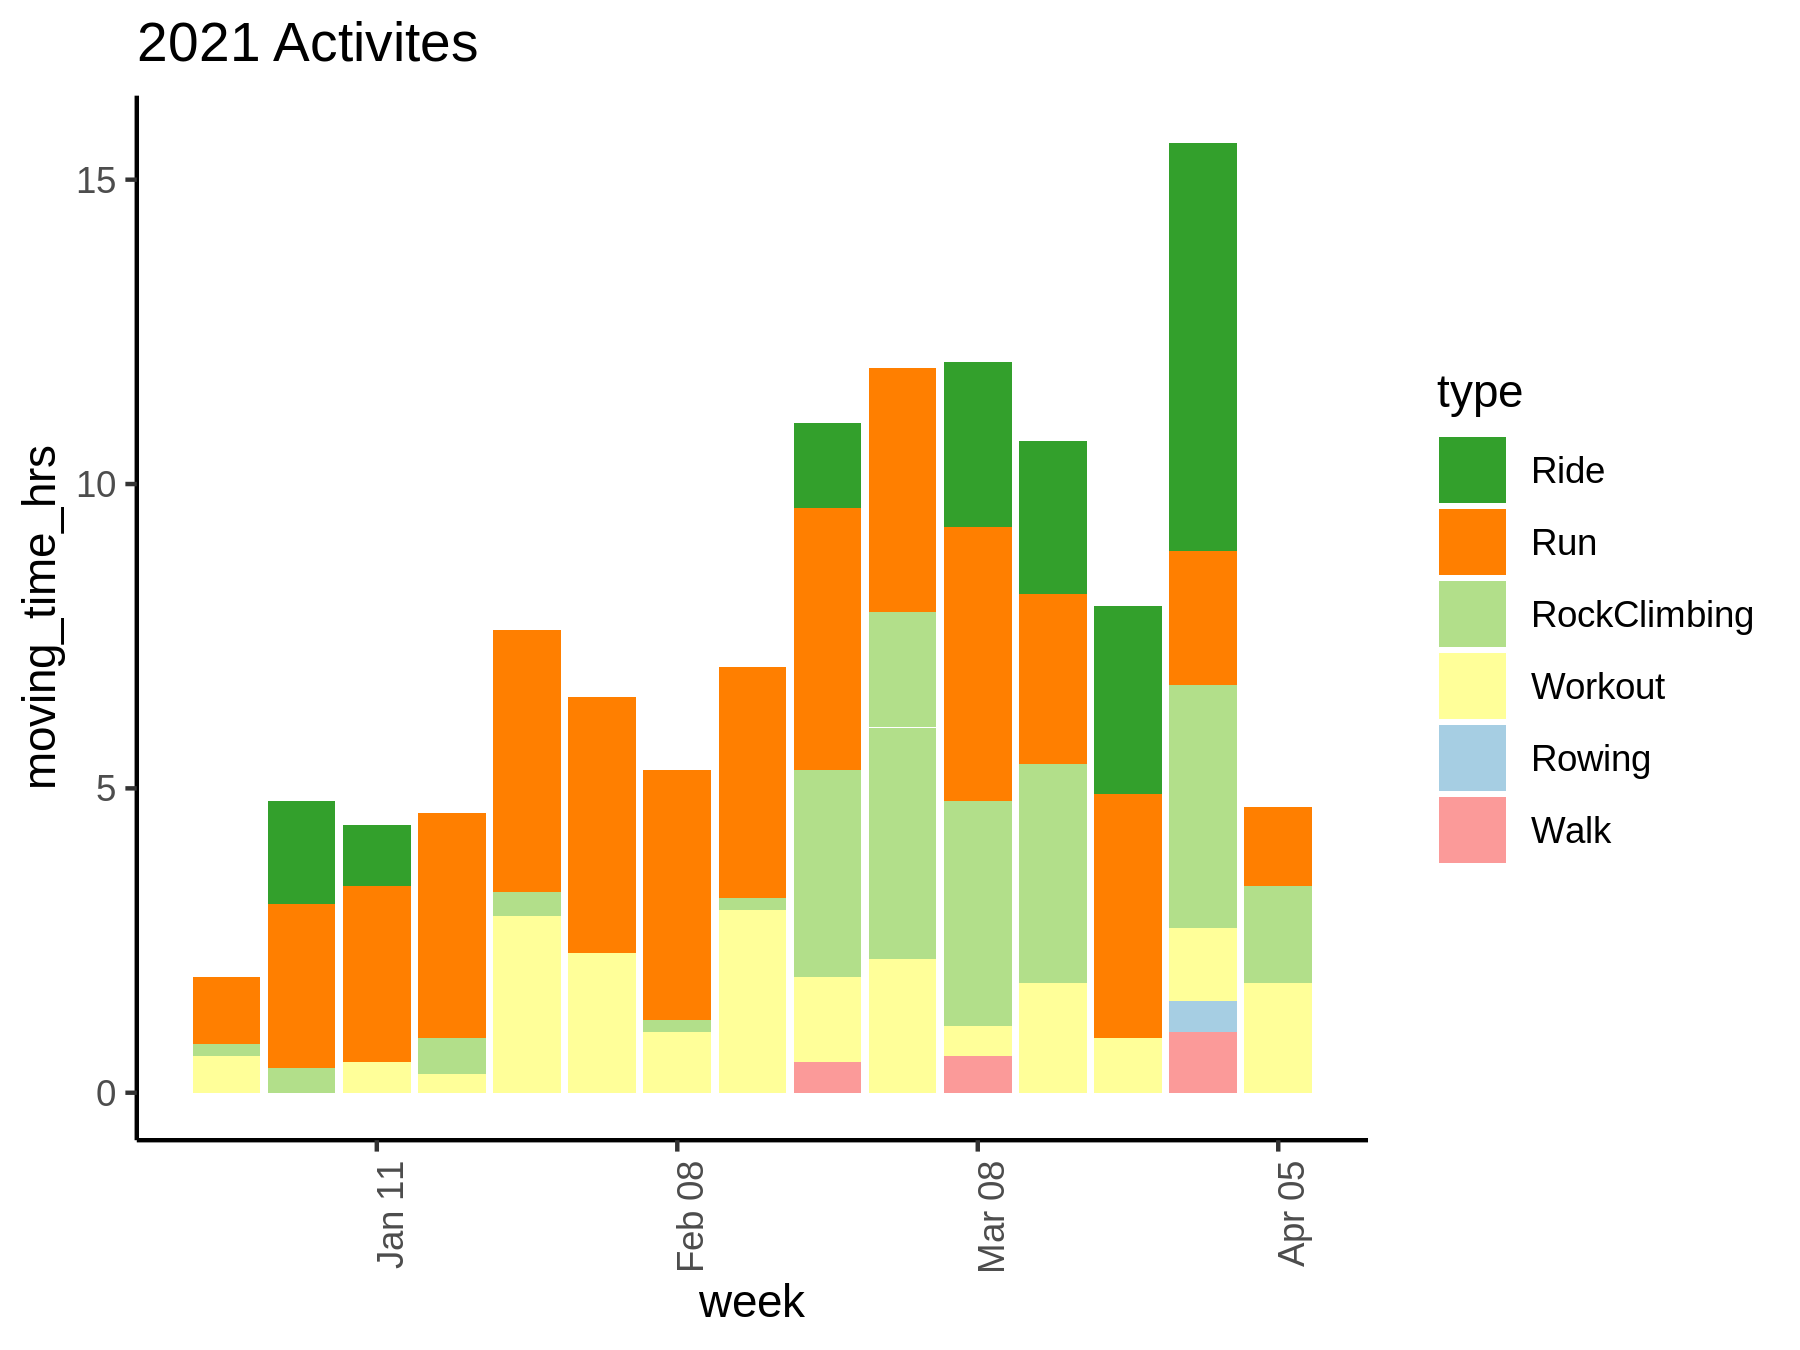 2021 Activites
moving_time_hrs
15
10
5
0
Jan 11
Feb 08
Mar 08
Apr 05
week
type
Ride
Run
RockClimbing
Workout
Rowing
Walk